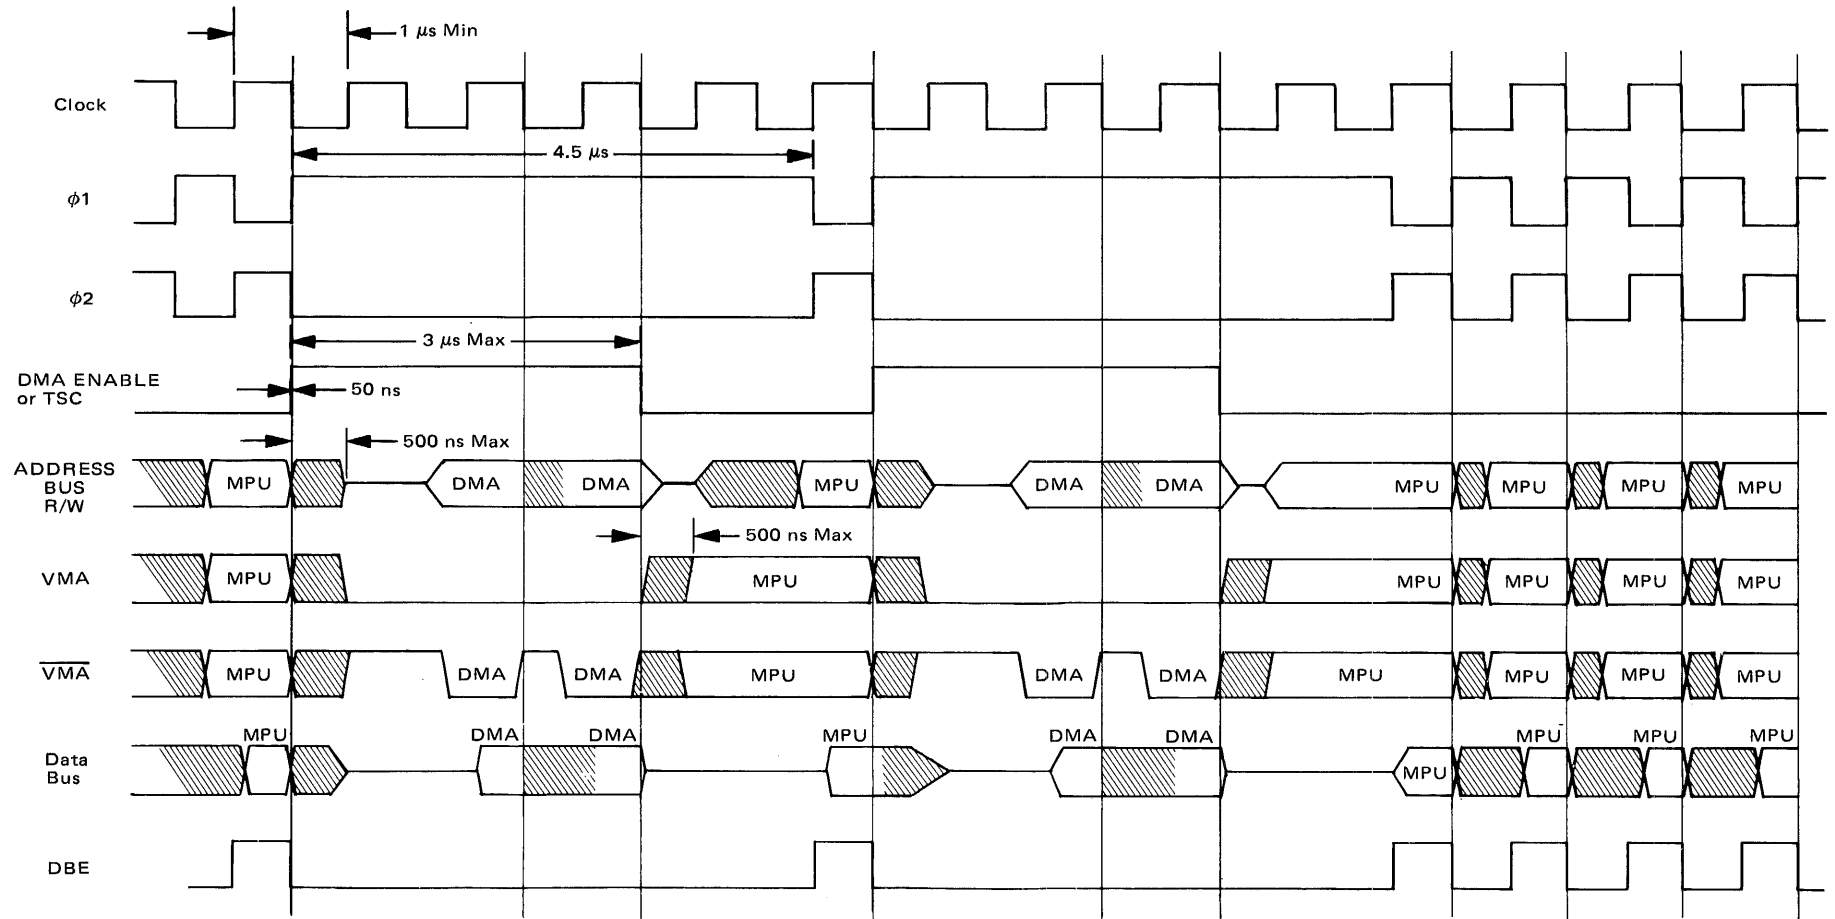 1 μs Min
Clock
4.5 μs
ϕ1
ϕ2
3 μs Max
DMA ENABLE
or TSC
50 ns
500 ns Max
ADDRESS
BUS
R/W
MPU DMA DMA MPU DMA DMA MPU MPU MPU MPU
500 ns Max
VMA
MPU MPU MPU MPU MPU MPU
V̅M̅A̅
MPU DMA DMA MPU DMA DMA MPU MPU MPU MPU
Data
Bus
MPU DMA DMA MPU DMA DMA MPU MPU MPU MPU
DBE